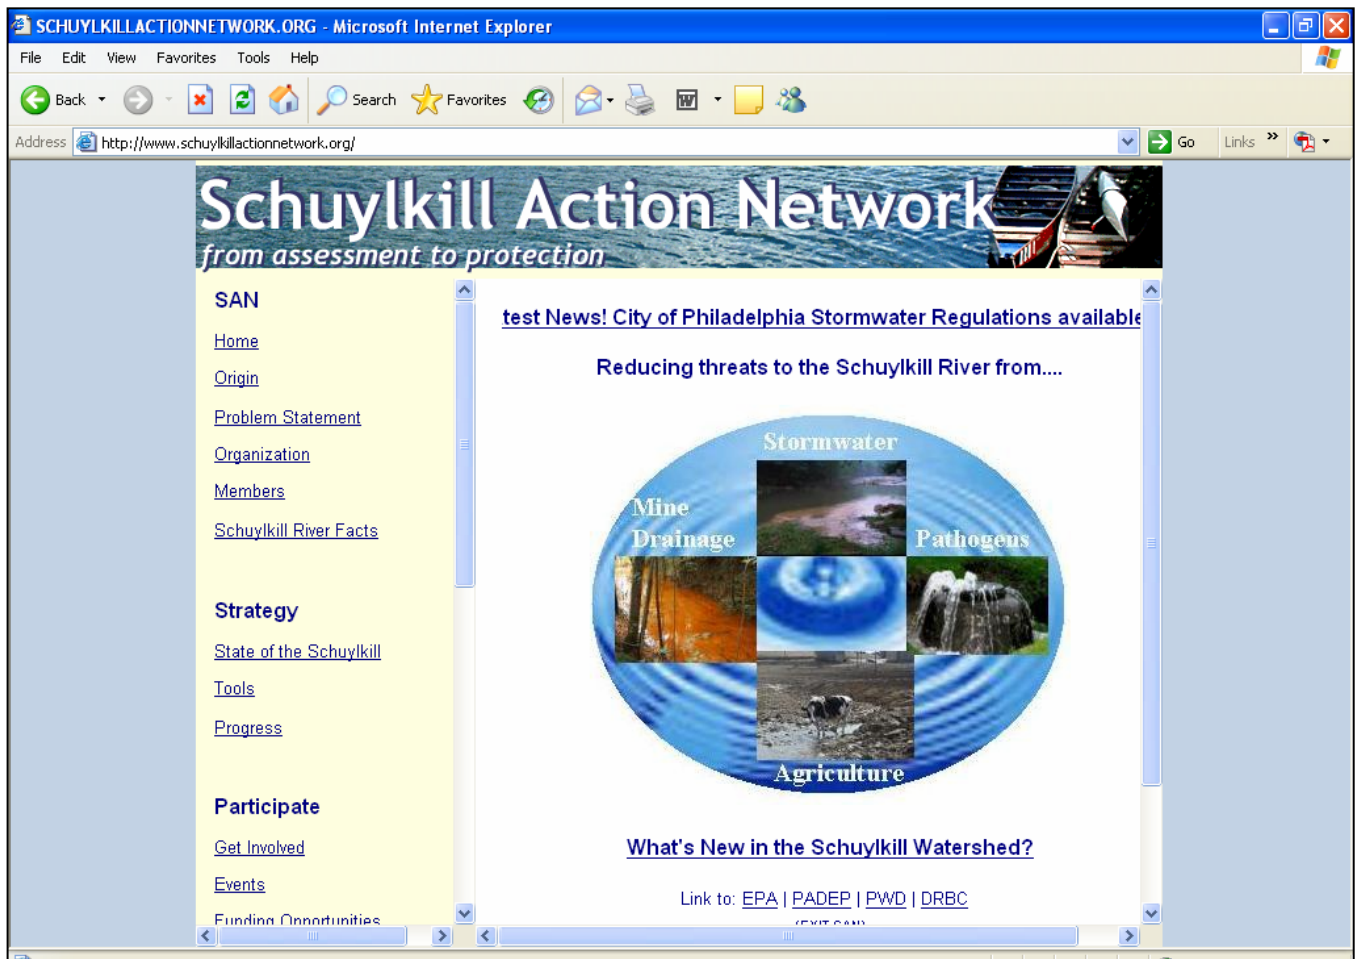 SCHUYLKILLACTIONNETWORK.ORG - Microsoft Internet Explorer
File Edit View Favorites Tools Help
Back Search Favorites
Address http://www.schuylkillactionnetwork.org/ Go Links »
Schuylkill Action Network
from assessment to protection
SAN
Home
Origin
Problem Statement
Organization
Members
Schuylkill River Facts
Strategy
State of the Schuylkill
Tools
Progress
Participate
Get Involved
Events
Funding Opportunities
test News! City of Philadelphia Stormwater Regulations available
Reducing threats to the Schuylkill River from....
Stormwater
Mine
Drainage
Pathogens
Agriculture
What's New in the Schuylkill Watershed?
Link to: EPA | PADEP | PWD | DRBC
(EXIT SAN)